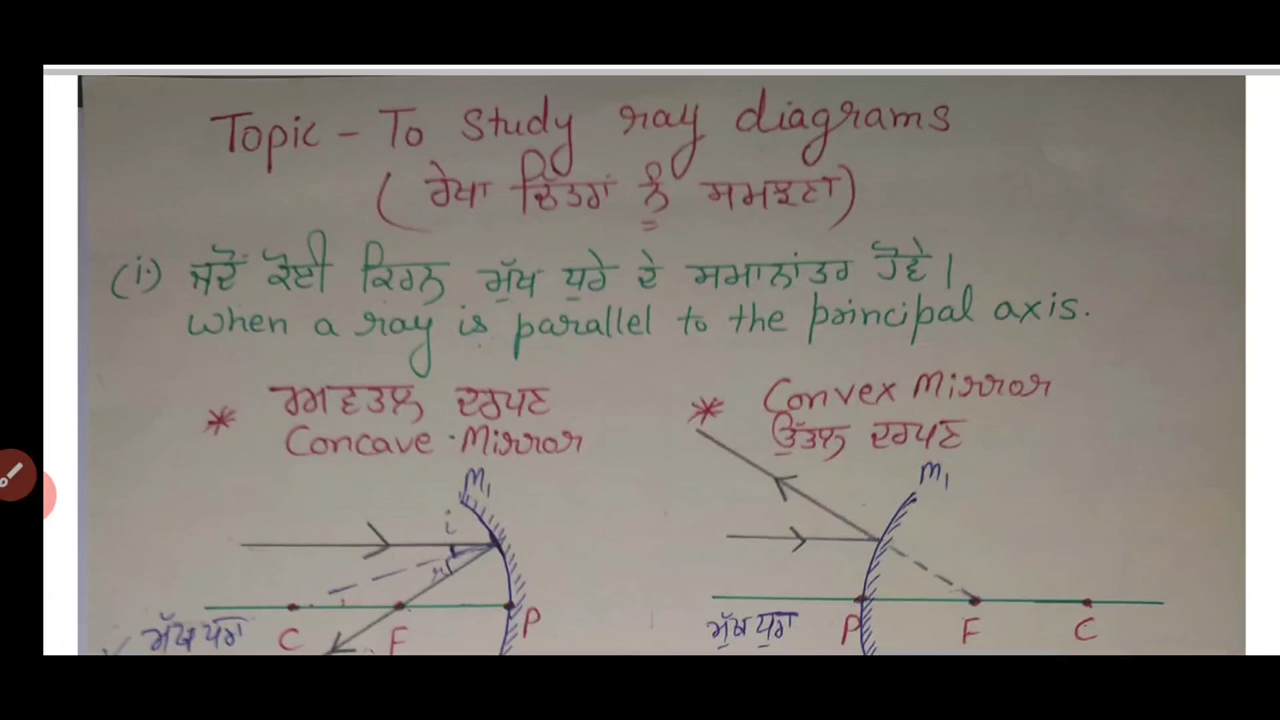 Topic - To study ray diagrams
( ਰੇਖਾ ਚਿੱਤਰਾਂ ਨੂੰ ਸਮਝਣਾ)
(i) ਜਦੋਂ ਕੋਈ ਕਿਰਨ ਮੁੱਖ ਧੁਰੇ ਦੇ ਸਮਾਨਾਂਤਰ ਹੋਵੇ।
When a ray is parallel to the principal axis.
* ਅਵਤਲ ਦਰਪਣ
Concave Mirror
* Convex Mirror
ਉੱਤਲ ਦਰਪਣ
M1
i
r
ਮੁੱਖ ਧੁਰਾ C F P
M1
ਮੁੱਖ ਧੁਰਾ P F C